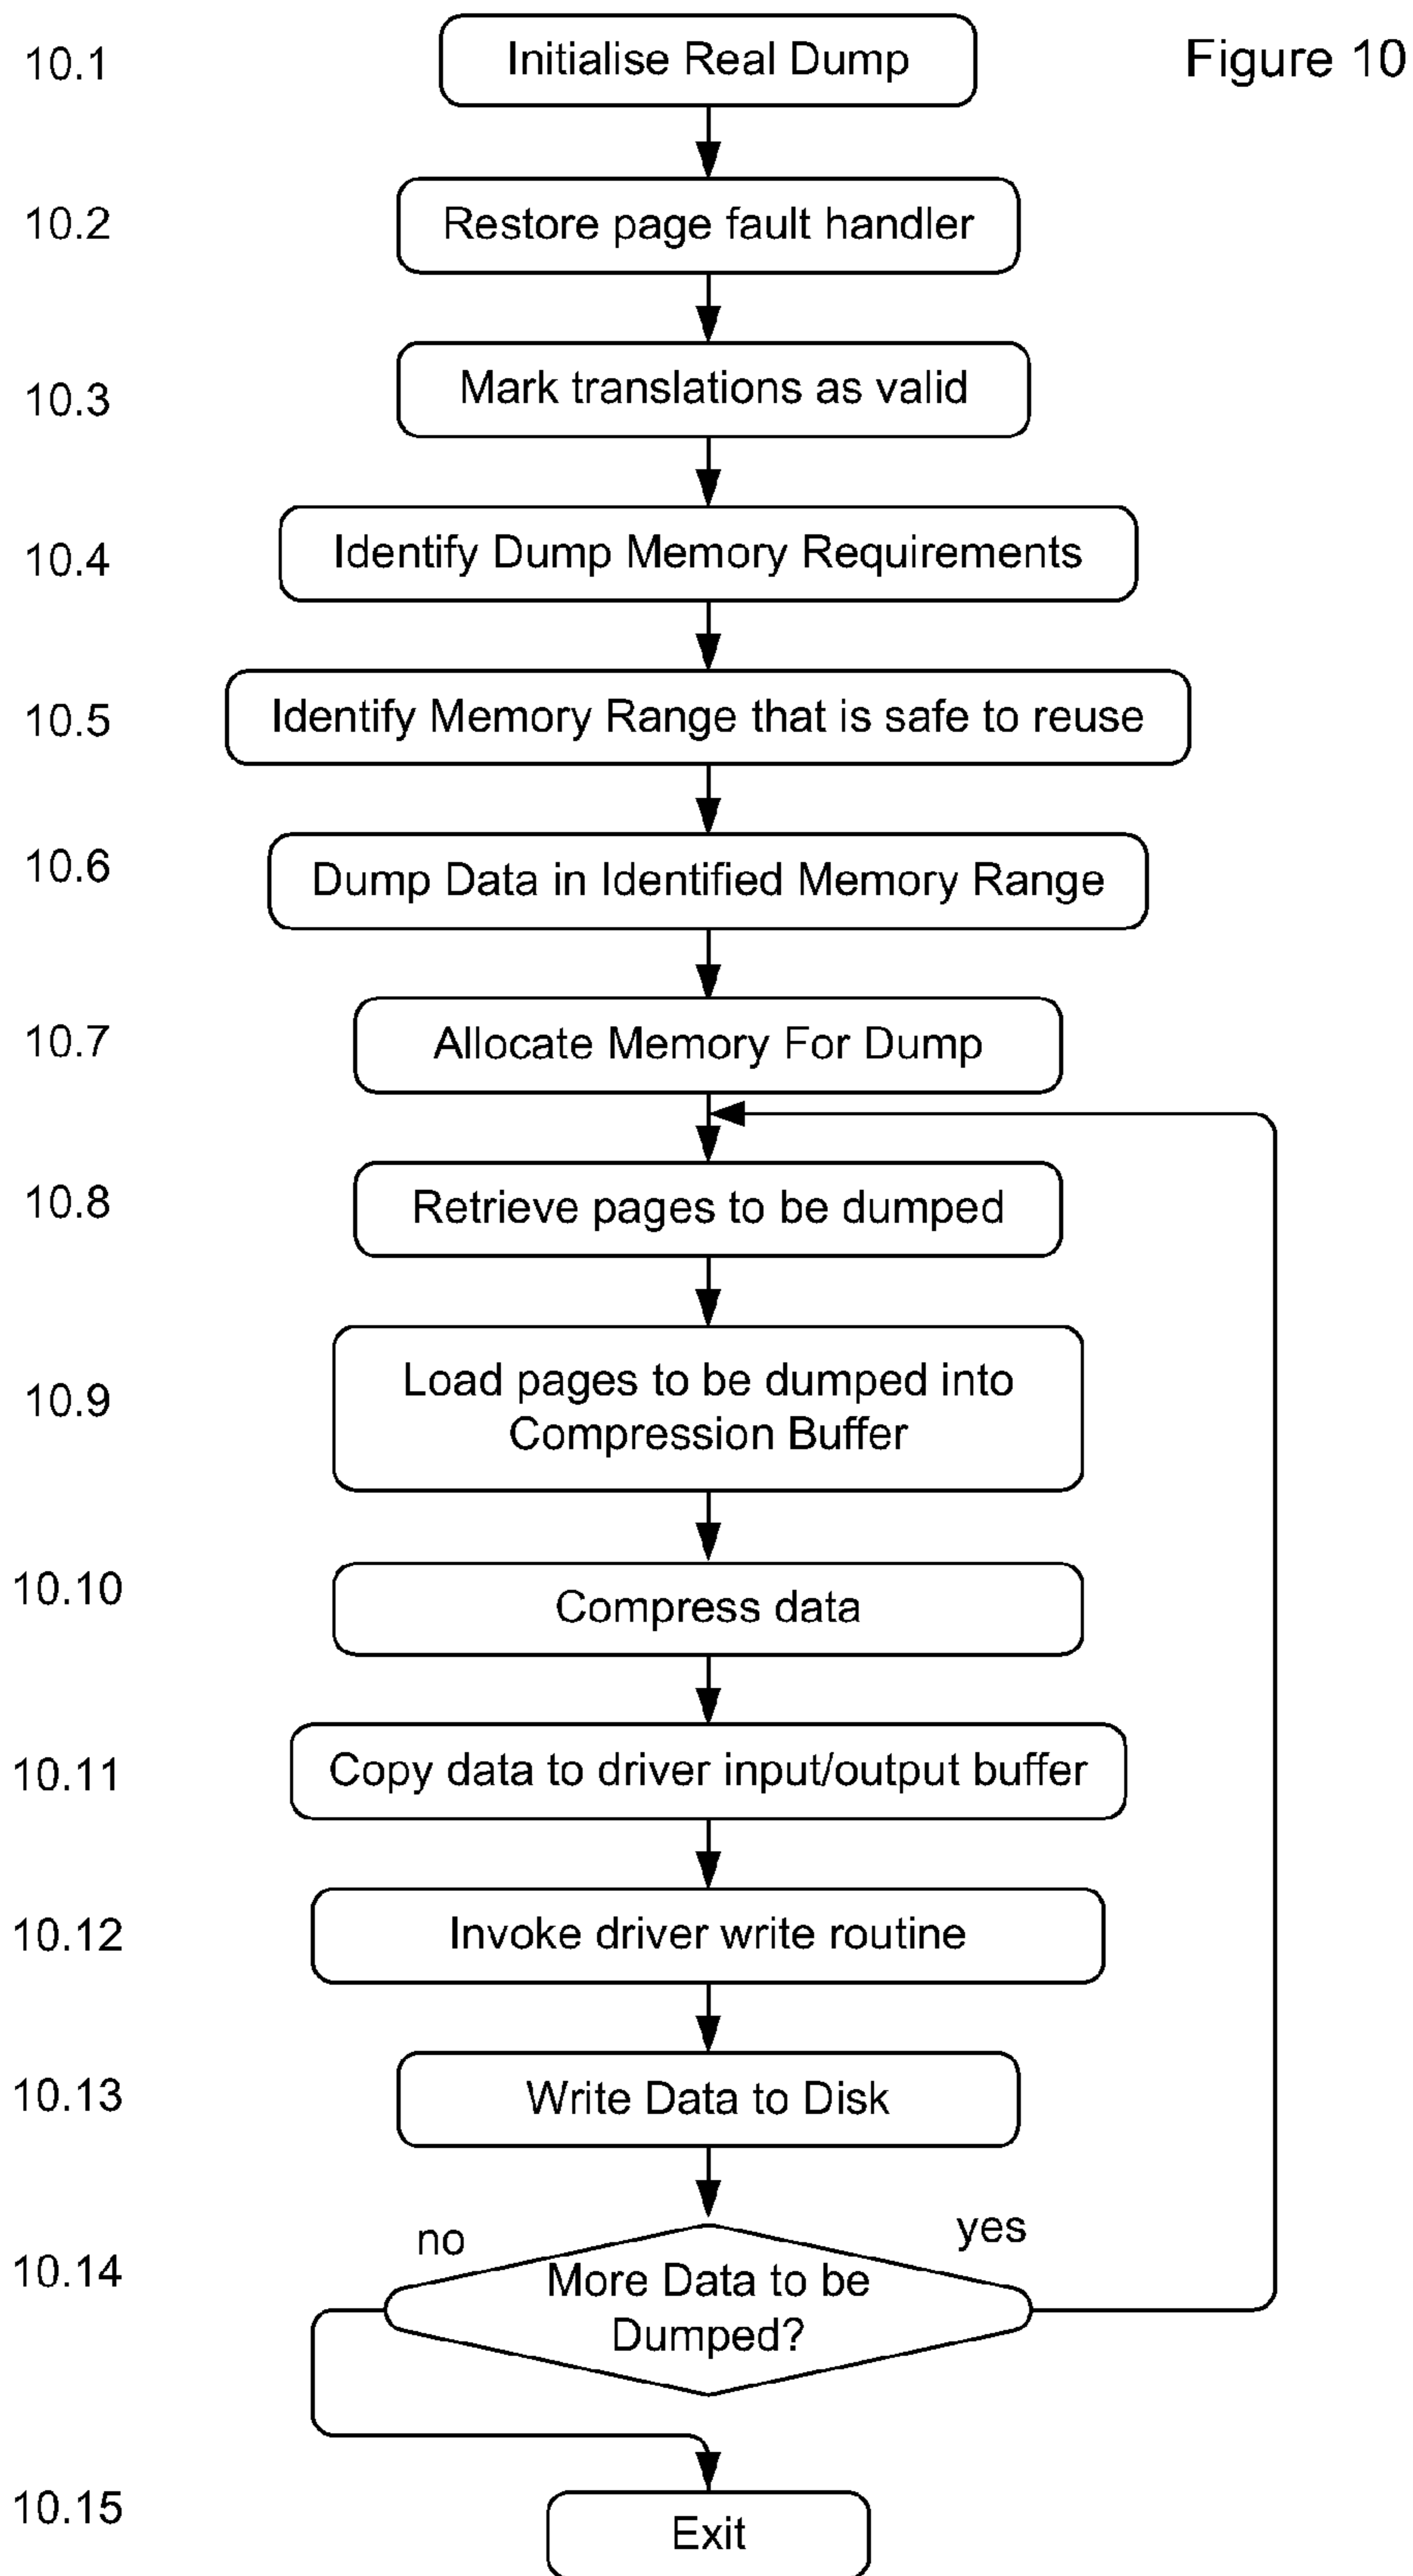 Figure 10
10.1
Initialise Real Dump
10.2
Restore page fault handler
10.3
Mark translations as valid
10.4
Identify Dump Memory Requirements
10.5
Identify Memory Range that is safe to reuse
10.6
Dump Data in Identified Memory Range
10.7
Allocate Memory For Dump
10.8
Retrieve pages to be dumped
10.9
Load pages to be dumped into
Compression Buffer
10.10
Compress data
10.11
Copy data to driver input/output buffer
10.12
Invoke driver write routine
10.13
Write Data to Disk
10.14
no
yes
More Data to be
Dumped?
10.15
Exit